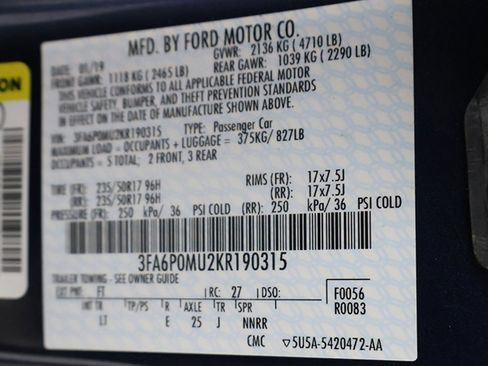 MFD. BY FORD MOTOR CO.
DATE: 01/19 GVWR: 2136 KG (4710 LB)
FRONT GAWR: 1118 KG (2465 LB) REAR GAWR: 1039 KG (2290 LB)
THIS VEHICLE CONFORMS TO ALL APPLICABLE FEDERAL MOTOR
VEHICLE SAFETY, BUMPER, AND THEFT PREVENTION STANDARDS
IN EFFECT ON THE DATE OF MANUFACTURE SHOWN ABOVE.
VIN: 3FA6P0MU2KR190315 TYPE: Passenger Car
MAXIMUM LOAD = OCCUPANTS + LUGGAGE = 375KG/ 827LB
OCCUPANTS = 5 TOTAL; 2 FRONT, 3 REAR
TIRE (FR): 235/50R17 96H RIMS (FR): 17x7.5J
(RR): 235/50R17 96H (RR): 17x7.5J
PRESSURE (FR): 250 kPa/ 36 PSI COLD (RR): 250 kPa/ 36 PSI COLD
3FA6P0MU2KR190315
TRAILER TOWING - SEE OWNER GUIDE
EXT PNT: FT RC: 27 DSO: F0056
R0083
INT TR TP/PS R AXLE TR SPR
LT E 25 J NNRR
CMC ▽5U5A-5420472-AA